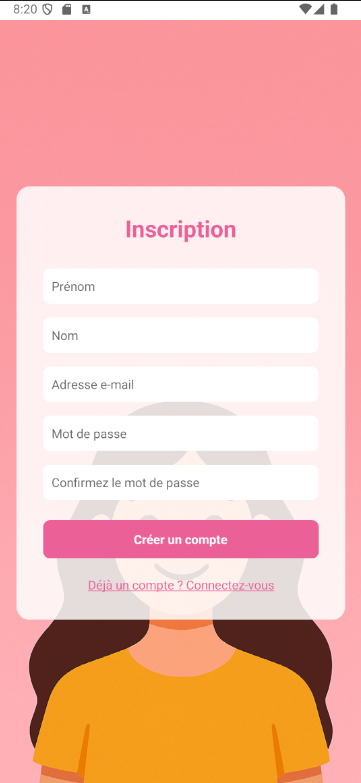 8:20
A
Inscription
Prénom
Nom
Adresse e-mail
Mot de passe
Confirmez le mot de passe
Créer un compte
Déjà un compte ? Connectez-vous